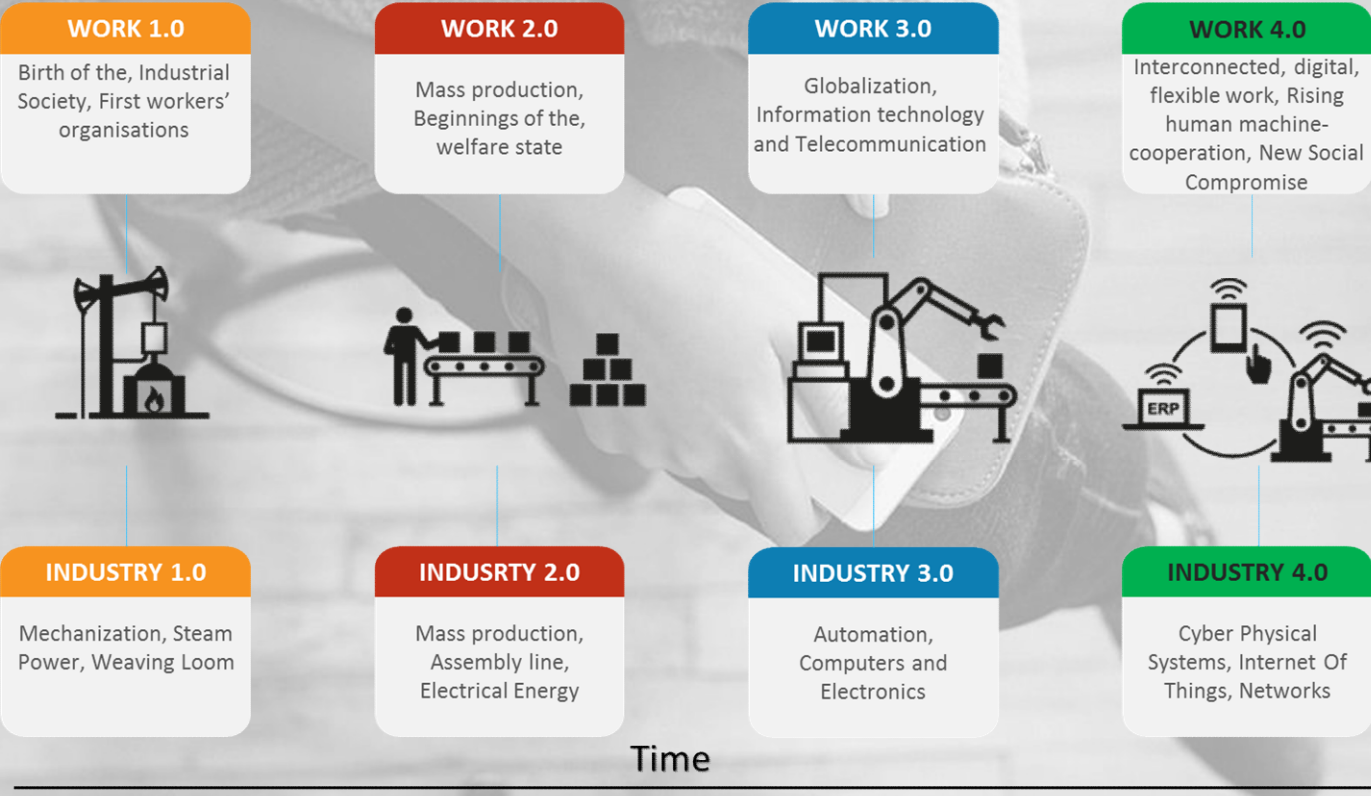 WORK 1.0
Birth of the, Industrial
Society, First workers’
organisations
WORK 2.0
Mass production,
Beginnings of the,
welfare state
WORK 3.0
Globalization,
Information technology
and Telecommunication
WORK 4.0
Interconnected, digital,
flexible work, Rising
human machine-
cooperation, New Social
Compromise
ERP
INDUSTRY 1.0
Mechanization, Steam
Power, Weaving Loom
INDUSRTY 2.0
Mass production,
Assembly line,
Electrical Energy
INDUSTRY 3.0
Automation,
Computers and
Electronics
INDUSTRY 4.0
Cyber Physical
Systems, Internet Of
Things, Networks
Time